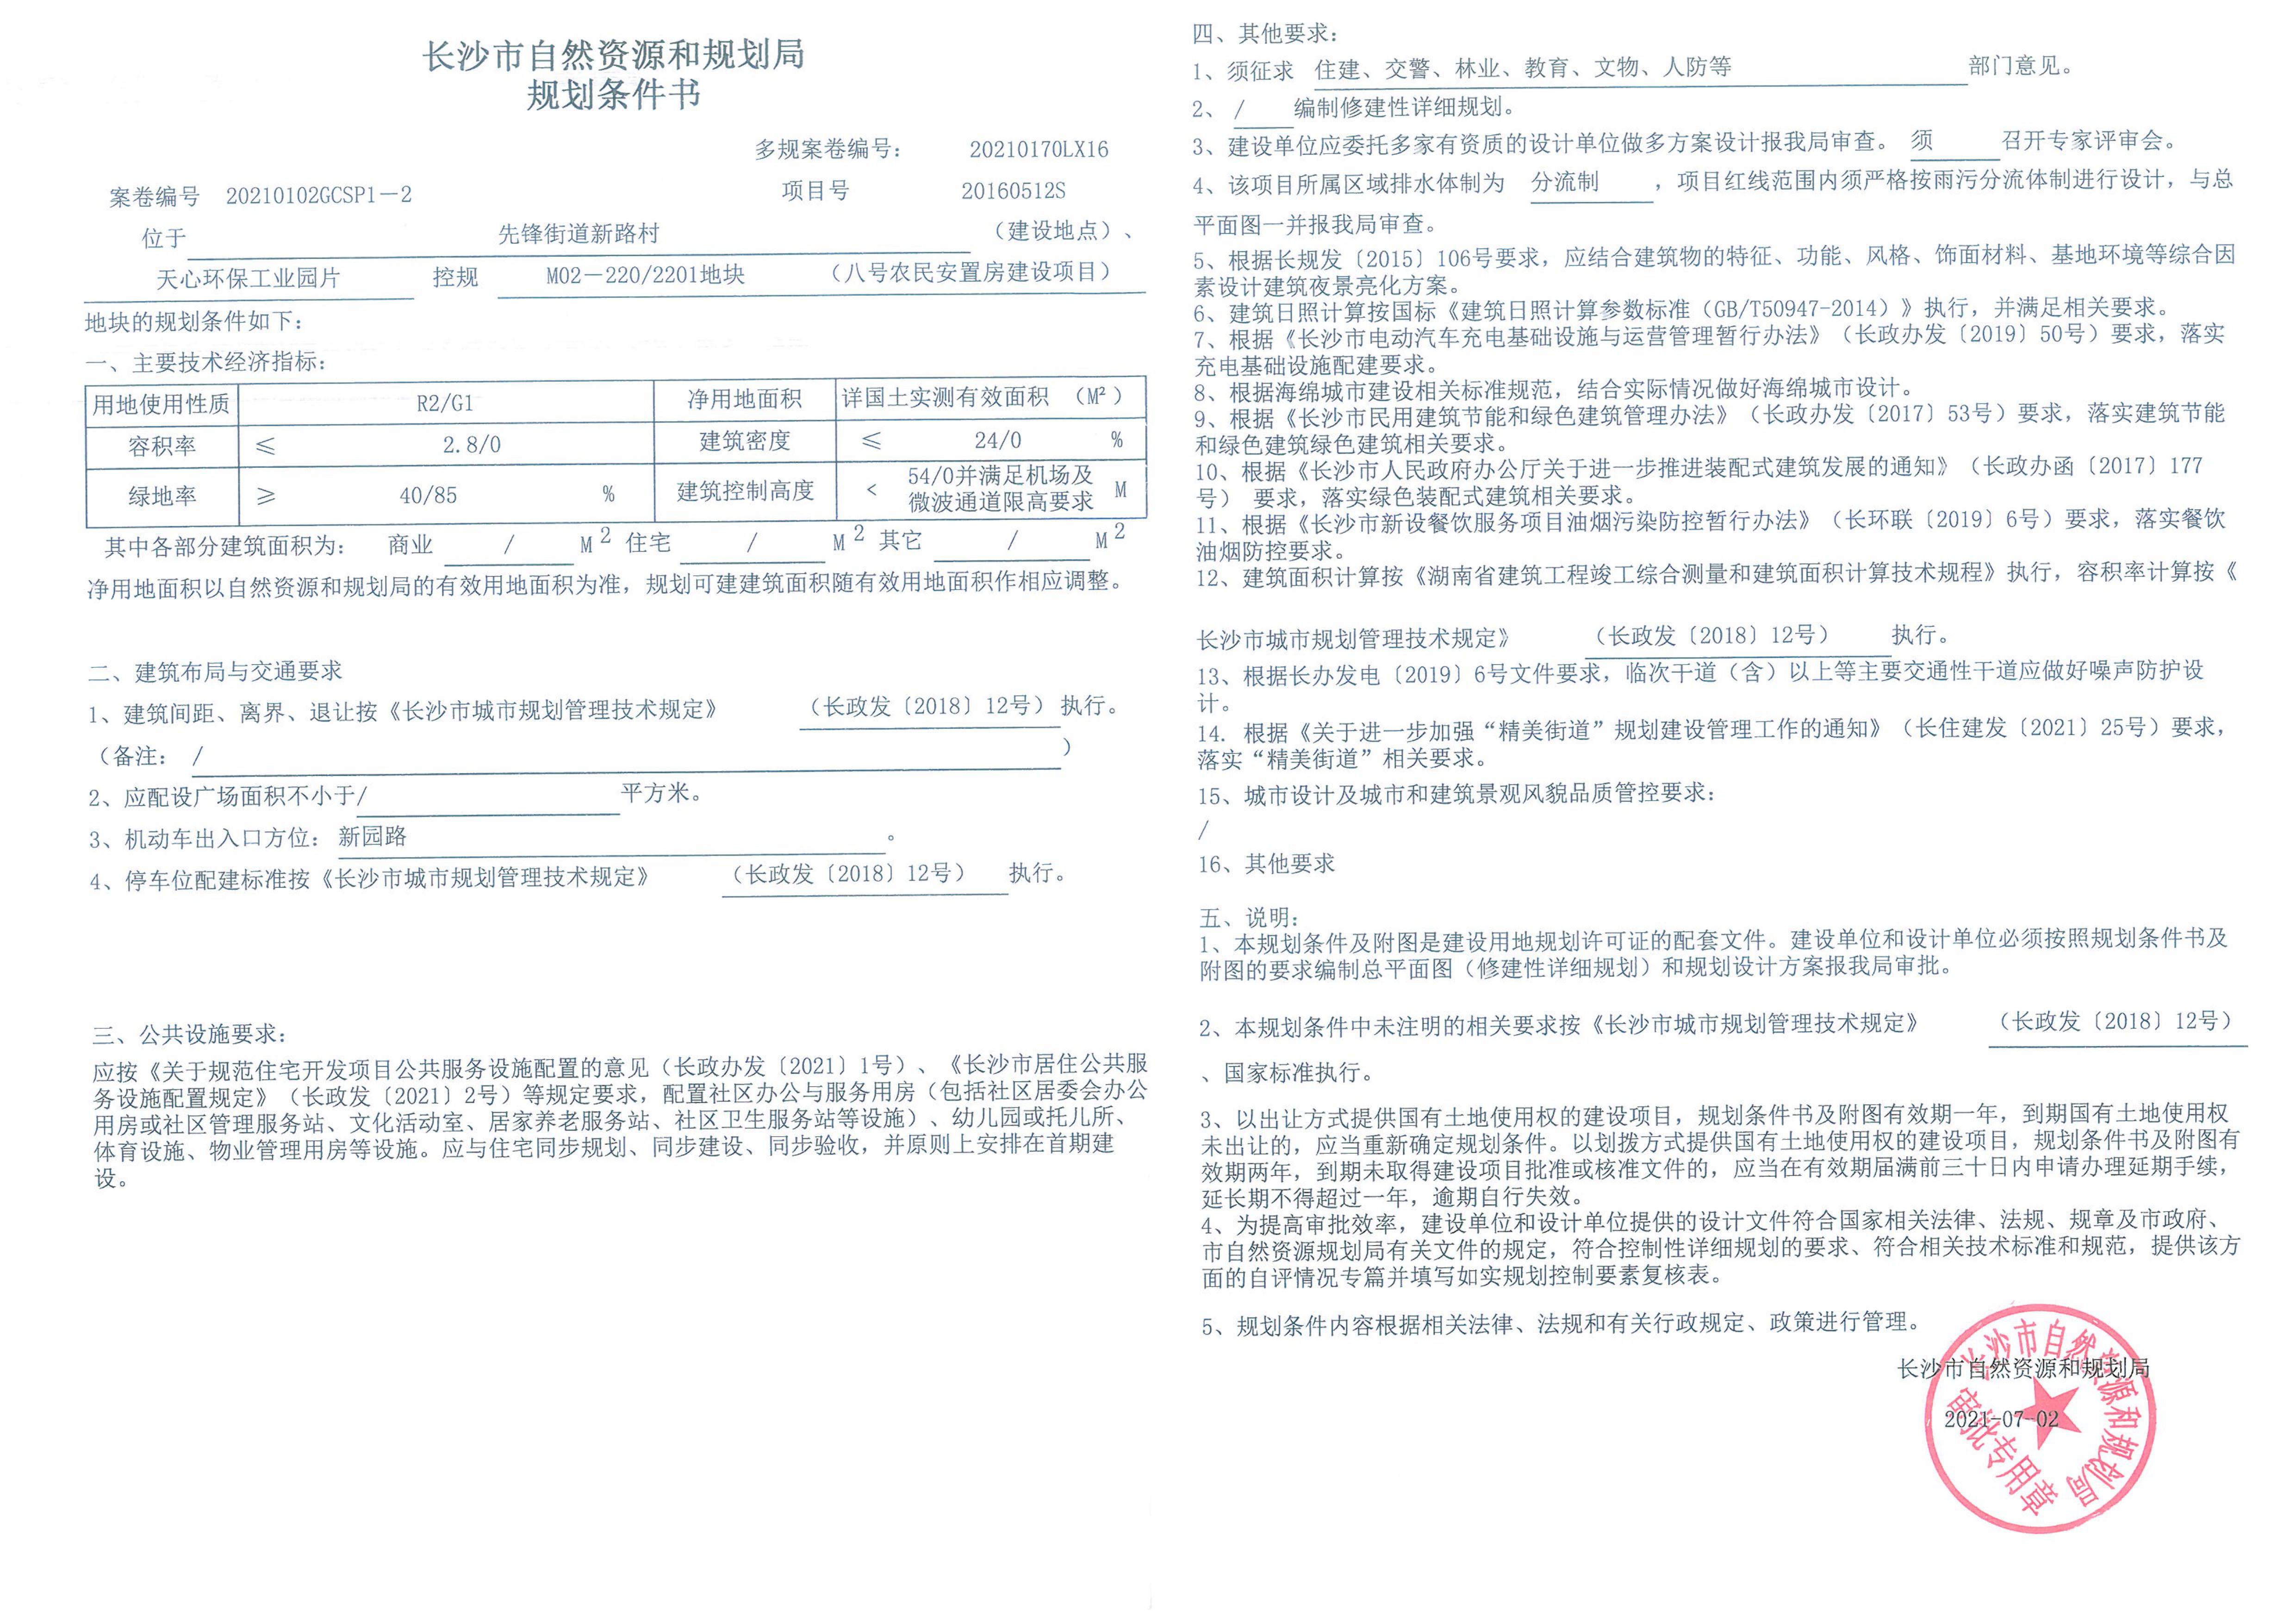 长沙市自然资源和规划局
规划条件书
多规案卷编号： 20210170LX16
案卷编号 20210102GCSP1－2 项目号 20160512S
位于 先锋街道新路村 （建设地点）、
天心环保工业园片 控规 M02－220/2201地块 （八号农民安置房建设项目）
地块的规划条件如下：
一、主要技术经济指标：
用地使用性质 R2/G1 净用地面积 详国土实测有效面积 （M²）
容积率 ≤ 2.8/0 建筑密度 ≤ 24/0 %
绿地率 ≥ 40/85 % 建筑控制高度 < 54/0并满足机场及微波通道限高要求 M
其中各部分建筑面积为： 商业 / M² 住宅 / M² 其它 / M²
净用地面积以自然资源和规划局的有效用地面积为准，规划可建建筑面积随有效用地面积作相应调整。
二、建筑布局与交通要求
1、建筑间距、离界、退让按《长沙市城市规划管理技术规定》 （长政发〔2018〕12号）执行。
（备注： / ）
2、应配设广场面积不小于/ 平方米。
3、机动车出入口方位： 新园路 。
4、停车位配建标准按《长沙市城市规划管理技术规定》 （长政发〔2018〕12号） 执行。
三、公共设施要求：
应按《关于规范住宅开发项目公共服务设施配置的意见（长政办发〔2021〕1号）、《长沙市居住公共服
务设施配置规定》（长政发〔2021〕2号）等规定要求，配置社区办公与服务用房（包括社区居委会办公
用房或社区管理服务站、文化活动室、居家养老服务站、社区卫生服务站等设施）、幼儿园或托儿所、
体育设施、物业管理用房等设施。应与住宅同步规划、同步建设、同步验收，并原则上安排在首期建
设。
四、其他要求：
1、须征求 住建、交警、林业、教育、文物、人防等 部门意见。
2、 / 编制修建性详细规划。
3、建设单位应委托多家有资质的设计单位做多方案设计报我局审查。 须 召开专家评审会。
4、该项目所属区域排水体制为 分流制 ，项目红线范围内须严格按雨污分流体制进行设计，与总
平面图一并报我局审查。
5、根据长规发〔2015〕106号要求，应结合建筑物的特征、功能、风格、饰面材料、基地环境等综合因
素设计建筑夜景亮化方案。
6、建筑日照计算按国标《建筑日照计算参数标准（GB/T50947-2014）》执行，并满足相关要求。
7、根据《长沙市电动汽车充电基础设施与运营管理暂行办法》（长政办发〔2019〕50号）要求，落实
充电基础设施配建要求。
8、根据海绵城市建设相关标准规范，结合实际情况做好海绵城市设计。
9、根据《长沙市民用建筑节能和绿色建筑管理办法》（长政办发〔2017〕53号）要求，落实建筑节能
和绿色建筑绿色建筑相关要求。
10、根据《长沙市人民政府办公厅关于进一步推进装配式建筑发展的通知》（长政办函〔2017〕177
号） 要求，落实绿色装配式建筑相关要求。
11、根据《长沙市新设餐饮服务项目油烟污染防控暂行办法》（长环联〔2019〕6号）要求，落实餐饮
油烟防控要求。
12、建筑面积计算按《湖南省建筑工程竣工综合测量和建筑面积计算技术规程》执行，容积率计算按《
长沙市城市规划管理技术规定》 （长政发〔2018〕12号） 执行。
13、根据长办发电〔2019〕6号文件要求，临次干道（含）以上等主要交通性干道应做好噪声防护设
计。
14. 根据《关于进一步加强“精美街道”规划建设管理工作的通知》（长住建发〔2021〕25号）要求，
落实“精美街道”相关要求。
15、城市设计及城市和建筑景观风貌品质管控要求：
/
16、其他要求
五、说明：
1、本规划条件及附图是建设用地规划许可证的配套文件。建设单位和设计单位必须按照规划条件书及
附图的要求编制总平面图（修建性详细规划）和规划设计方案报我局审批。
2、本规划条件中未注明的相关要求按《长沙市城市规划管理技术规定》 （长政发〔2018〕12号）
、国家标准执行。
3、以出让方式提供国有土地使用权的建设项目，规划条件书及附图有效期一年，到期国有土地使用权
未出让的，应当重新确定规划条件。以划拨方式提供国有土地使用权的建设项目，规划条件书及附图有
效期两年，到期未取得建设项目批准或核准文件的，应当在有效期届满前三十日内申请办理延期手续，
延长期不得超过一年，逾期自行失效。
4、为提高审批效率，建设单位和设计单位提供的设计文件符合国家相关法律、法规、规章及市政府、
市自然资源规划局有关文件的规定，符合控制性详细规划的要求、符合相关技术标准和规范，提供该方
面的自评情况专篇并填写如实规划控制要素复核表。
5、规划条件内容根据相关法律、法规和有关行政规定、政策进行管理。
长沙市自然资源和规划局
2021-07-02
长沙市自然资源和规划局
审批专用章